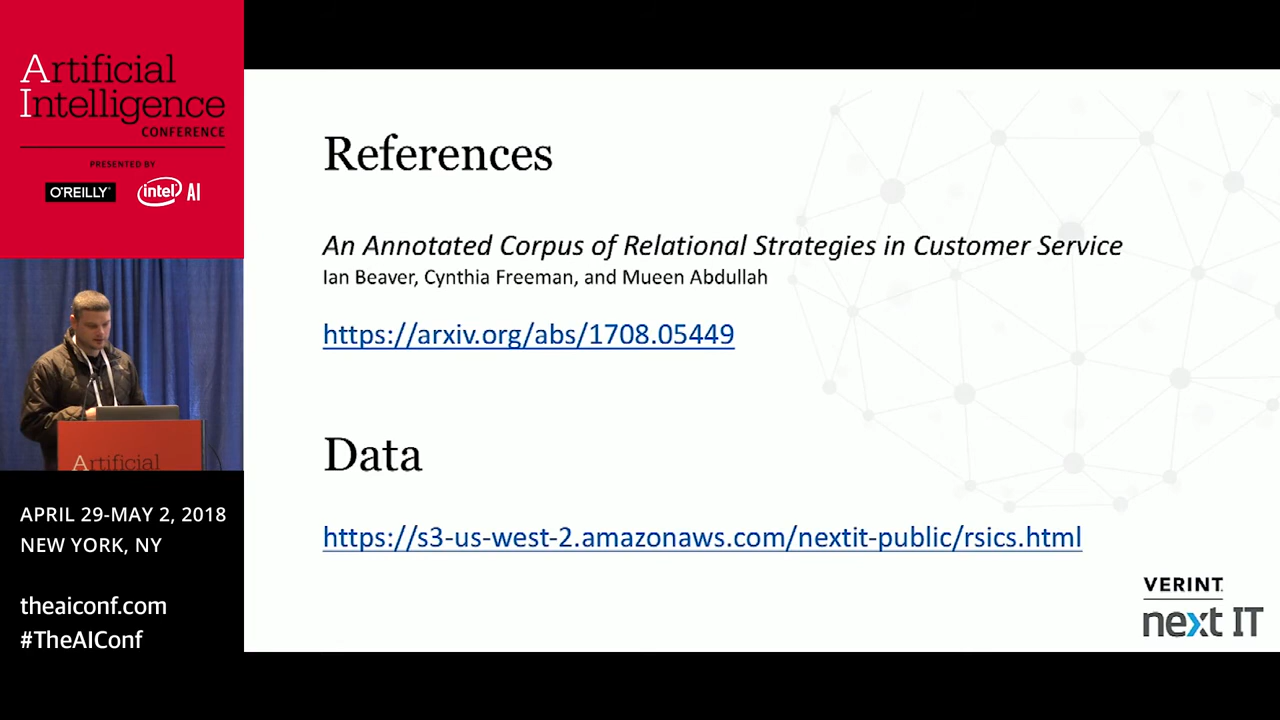 Artificial
Intelligence
CONFERENCE
PRESENTED BY
O'REILLY
intel AI
Artificial
APRIL 29-MAY 2, 2018
NEW YORK, NY
theaiconf.com
#TheAIConf
References
An Annotated Corpus of Relational Strategies in Customer Service
Ian Beaver, Cynthia Freeman, and Mueen Abdullah
https://arxiv.org/abs/1708.05449
Data
https://s3-us-west-2.amazonaws.com/nextit-public/rsics.html
VERINT.
next IT